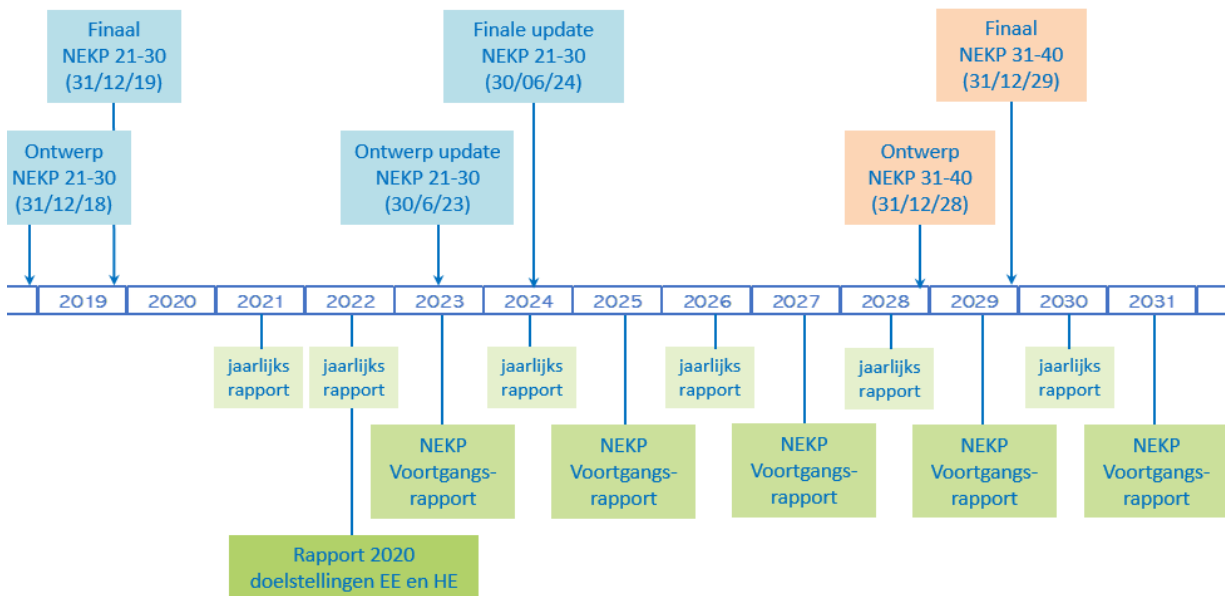 Finaal
NEKP 21-30
(31/12/19)
Finale update
NEKP 21-30
(30/06/24)
Finaal
NEKP 31-40
(31/12/29)
Ontwerp
NEKP 21-30
(31/12/18)
Ontwerp update
NEKP 21-30
(30/6/23)
Ontwerp
NEKP 31-40
(31/12/28)
2019
2020
2021
2022
2023
2024
2025
2026
2027
2028
2029
2030
2031
jaarlijks
rapport
jaarlijks
rapport
jaarlijks
rapport
jaarlijks
rapport
jaarlijks
rapport
jaarlijks
rapport
NEKP
Voortgangs-
rapport
NEKP
Voortgangs-
rapport
NEKP
Voortgangs-
rapport
NEKP
Voortgangs-
rapport
NEKP
Voortgangs-
rapport
Rapport 2020
doelstellingen EE en HE